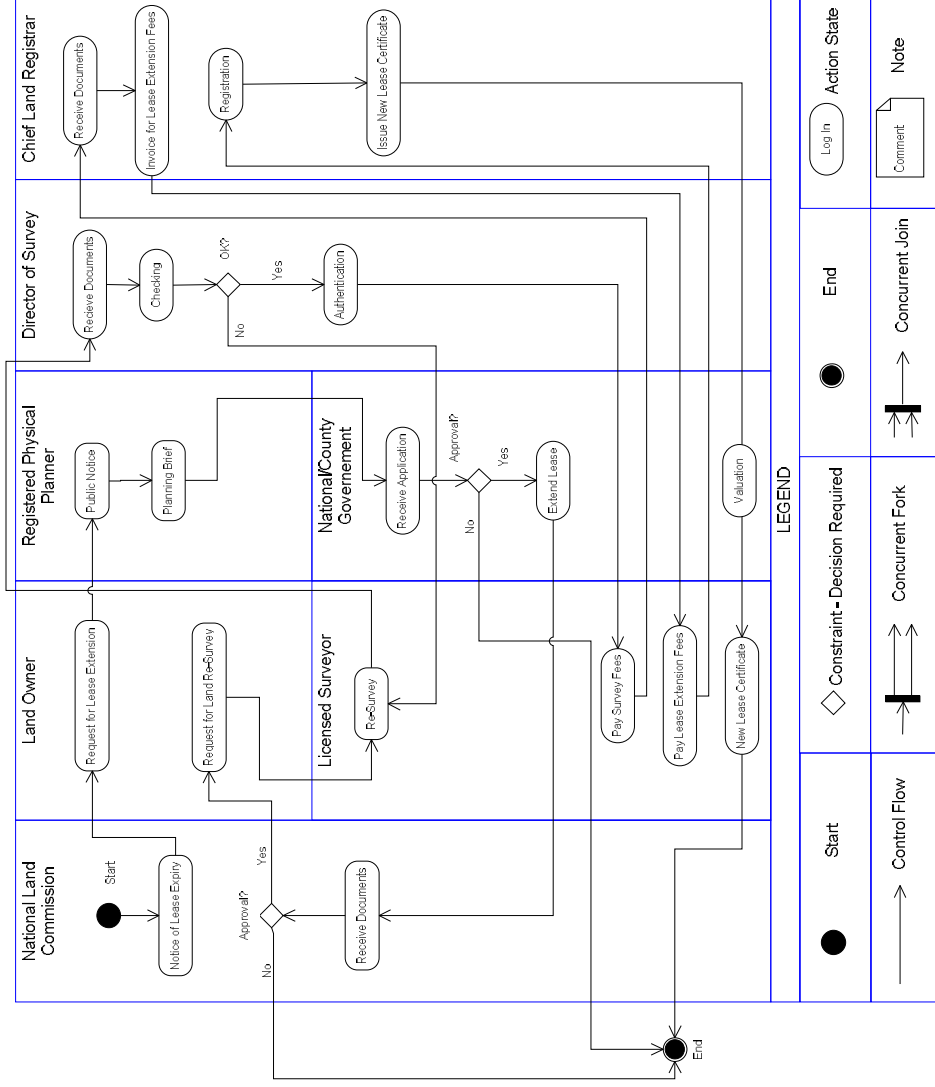 National Land
Commission
Start
Notice of Lease Expiry
Approval?
Yes
No
Receive Documents
Land Owner
Request for Lease Extension
Request for Land Re-Survey
Licensed Surveyor
Re-Survey
Pay Survey Fees
Pay Lease Extension Fees
New Lease Certificate
Registered Physical
Planner
Public Notice
Planning Brief
National/County
Governement
Receive Application
Approval?
No
Yes
Extend Lease
Valuation
Director of Survey
Recieve Documents
Checking
OK?
Yes
No
Authentication
Chief Land Registrar
Receive Documents
Invoice for Lease Extension Fees
Registration
Issue New Lease Certificate
End
LEGEND
Start
Constraint - Decision Required
End
Log In
Action State
Control Flow
Concurrent Fork
Concurrent Join
Comment
Note